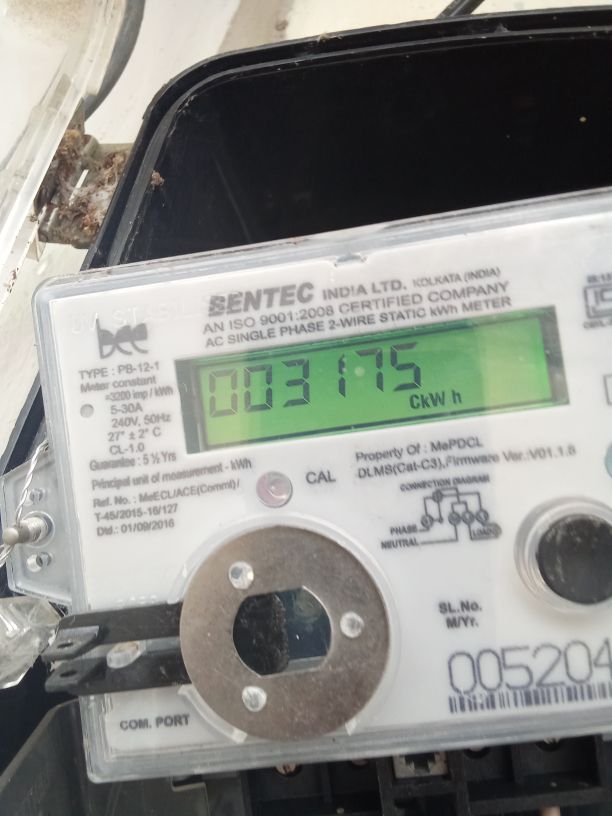 BENTEC INDIA LTD. KOLKATA (INDIA)
AN ISO 9001:2008 CERTIFIED COMPANY
AC SINGLE PHASE 2-WIRE STATIC kWh METER
bee
TYPE : PB-12-1
Meter constant
=3200 imp / kWh
5-30A
240V, 50Hz
27° ± 2° C
CL-1.0
Guarantee : 5 ½ Yrs
003175
CkWh
Principal unit of measurement - kWh
Ref. No. : MeECL/ACE(Comml)/
T-45/2015-16/127
Dtd.: 01/09/2016
CAL
Property Of : MePDCL
DLMS(Cat-C3),Firmware Ver.:V01.1.8
CONNECTION DIAGRAM
PHASE
NEUTRAL
LOAD
SL.No.
M/Yr.
005204
COM. PORT